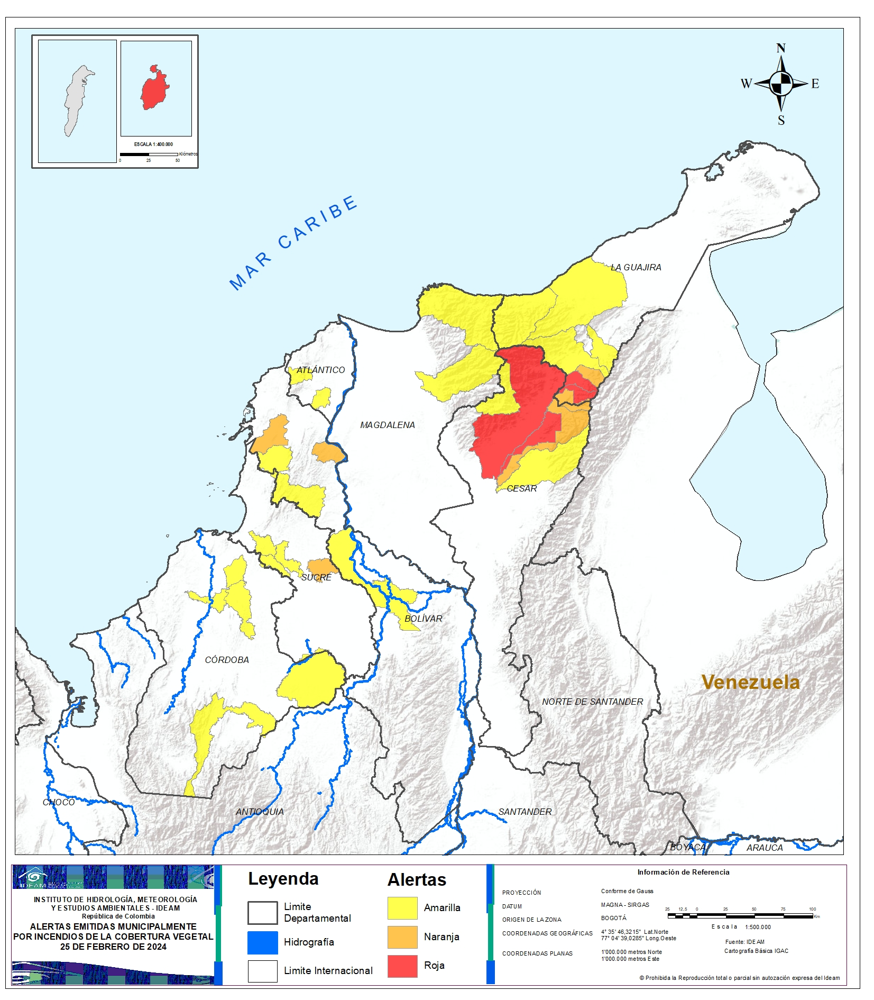 N
W
E
S
ESCALA 1:400.000
Kilómetros
0 25 50
MAR CARIBE
LA GUAJIRA
ATLÁNTICO
MAGDALENA
CESAR
SUCRE
BOLÍVAR
CÓRDOBA
Venezuela
NORTE DE SANTANDER
CHOCÓ
ANTIOQUIA
SANTANDER
BOYACÁ
ARAUCA
IDEAM
INSTITUTO DE HIDROLOGÍA, METEOROLOGÍA
Y ESTUDIOS AMBIENTALES - IDEAM
República de Colombia
ALERTAS EMITIDAS MUNICIPALMENTE
POR INCENDIOS DE LA COBERTURA VEGETAL
25 DE FEBRERO DE 2024
Leyenda
Limite
Departamental
Hidrografía
Limite Internacional
Alertas
Amarilla
Naranja
Roja
Información de Referencia
PROYECCIÓN Conforme de Gauss
DATUM MAGNA - SIRGAS
ORIGEN DE LA ZONA BOGOTÁ
COORDENADAS GEOGRÁFICAS 4° 35' 46,3215" Lat.Norte
77° 04' 39,0285" Long.Oeste
COORDENADAS PLANAS 1'000.000 metros Norte
1'000.000 metros Este
25 12,5 0 25 50 75 100
Km
Escala 1:500.000
Fuente: IDEAM
Cartografía Básica IGAC
© Prohibida la Reproducción total o parcial sin autozación expresa del Ideam